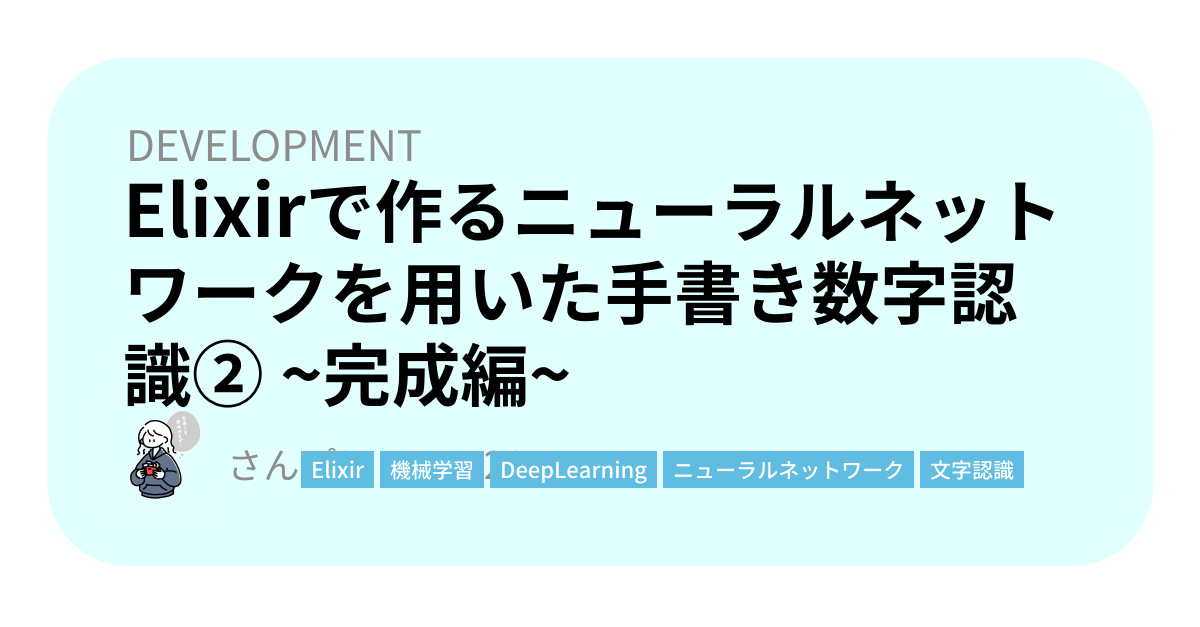 DEVELOPMENT
Elixirで作るニューラルネット
ワークを用いた手書き数字認
識② ~完成編~
さん
Elixir 機械学習 DeepLearning ニューラルネットワーク 文字認識